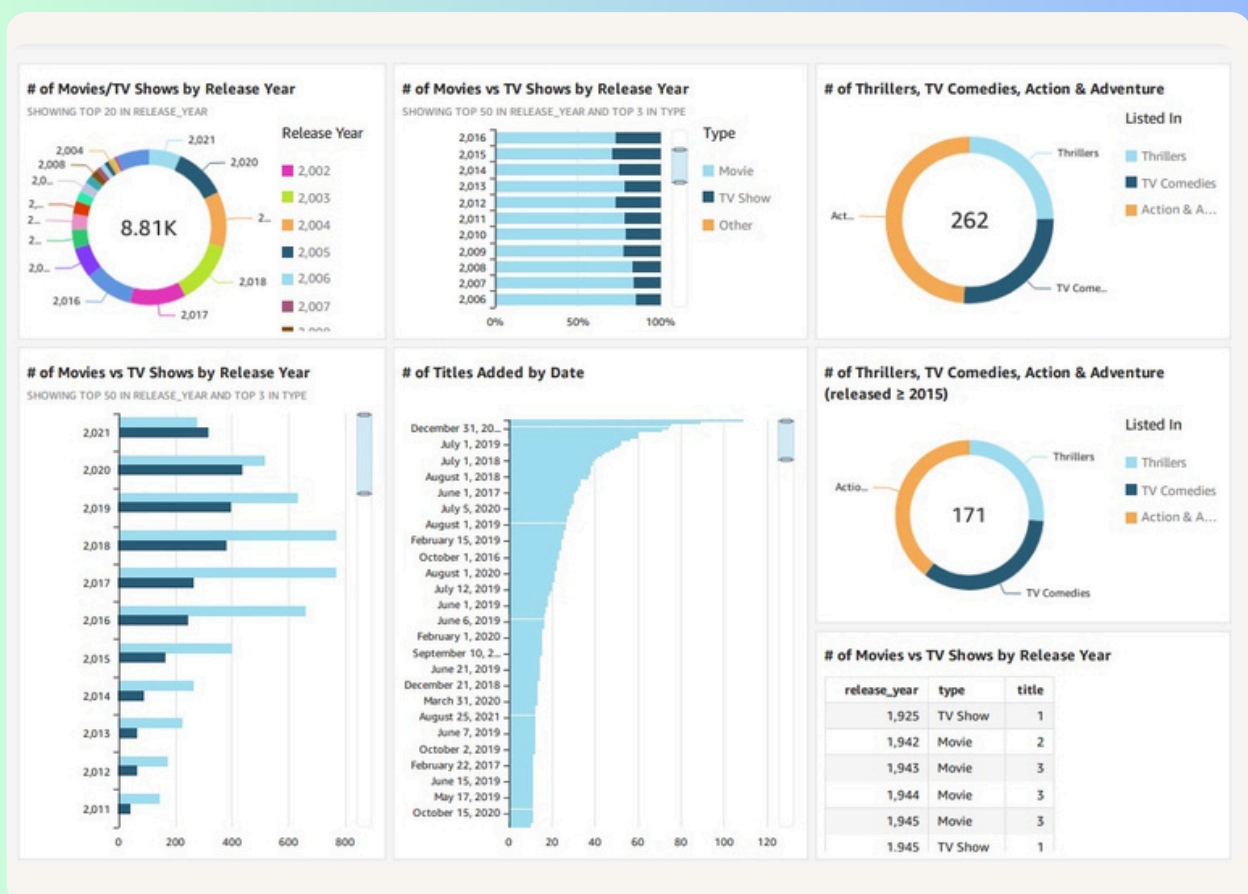 # of Movies/TV Shows by Release Year
SHOWING TOP 20 IN RELEASE_YEAR
2,021
2,020
2...
2,018
2,017
2,016
2,0...
2...
2...
2,...
2,0...
2,008
2,004
8.81K
Release Year
2,002
2,003
2,004
2,005
2,006
2,007
# of Movies vs TV Shows by Release Year
SHOWING TOP 50 IN RELEASE_YEAR AND TOP 3 IN TYPE
2,016
2,015
2,014
2,013
2,012
2,011
2,010
2,009
2,008
2,007
2,006
0% 50% 100%
Type
Movie
TV Show
Other
# of Thrillers, TV Comedies, Action & Adventure
Thrillers
Act...
262
TV Come...
Listed In
Thrillers
TV Comedies
Action & A...
# of Movies vs TV Shows by Release Year
SHOWING TOP 50 IN RELEASE_YEAR AND TOP 3 IN TYPE
2,021
2,020
2,019
2,018
2,017
2,016
2,015
2,014
2,013
2,012
2,011
0 200 400 600 800
# of Titles Added by Date
December 31, 20...
July 1, 2019
July 1, 2018
August 1, 2018
June 1, 2017
July 5, 2020
August 1, 2019
February 15, 2019
October 1, 2016
August 1, 2020
July 12, 2019
June 1, 2019
June 6, 2019
February 1, 2020
September 10, 2...
June 21, 2019
December 21, 2018
March 31, 2020
August 25, 2021
June 7, 2019
October 2, 2019
February 22, 2017
June 15, 2019
May 17, 2019
October 15, 2020
0 20 40 60 80 100 120
# of Thrillers, TV Comedies, Action & Adventure
(released ≥ 2015)
Thrillers
Actio...
171
TV Comedies
Listed In
Thrillers
TV Comedies
Action & A...
# of Movies vs TV Shows by Release Year
release_year type title
1,925 TV Show 1
1,942 Movie 2
1,943 Movie 3
1,944 Movie 3
1,945 Movie 3
1,945 TV Show 1